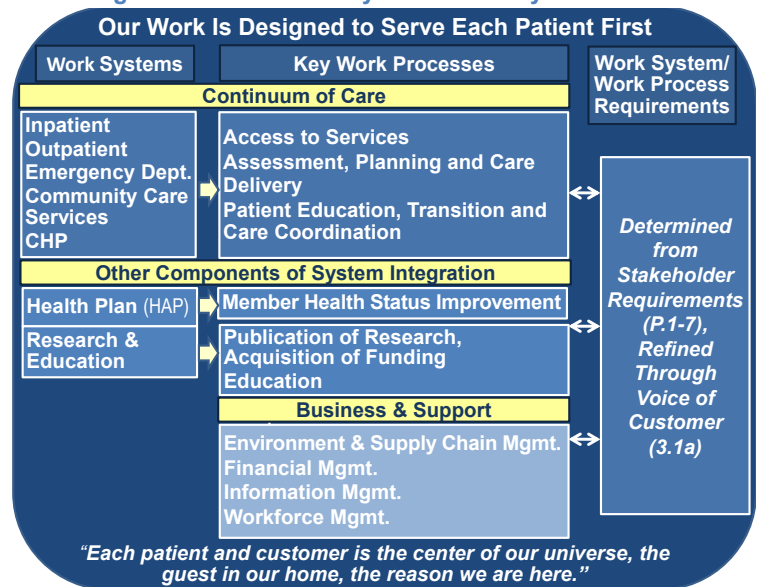 Our Work Is Designed to Serve Each Patient First
Work Systems
Key Work Processes
Work System/
Work Process
Requirements
Continuum of Care
Inpatient
Outpatient
Emergency Dept.
Community Care
Services
CHP
Access to Services
Assessment, Planning and Care
Delivery
Patient Education, Transition and
Care Coordination
Other Components of System Integration
Health Plan (HAP)
Member Health Status Improvement
Research &
Education
Publication of Research,
Acquisition of Funding
Education
Business & Support
Environment & Supply Chain Mgmt.
Financial Mgmt.
Information Mgmt.
Workforce Mgmt.
Determined
from
Stakeholder
Requirements
(P.1-7),
Refined
Through
Voice of
Customer
(3.1a)
“Each patient and customer is the center of our universe, the
guest in our home, the reason we are here.”